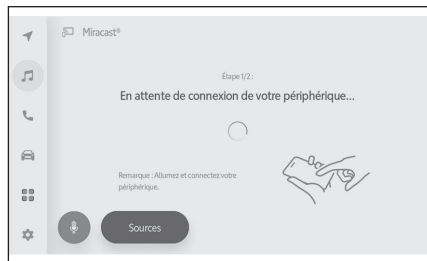 Miracast®
Étape 1/2 :
En attente de connexion de votre périphérique...
Remarque : Allumez et connectez votre
périphérique.
Sources